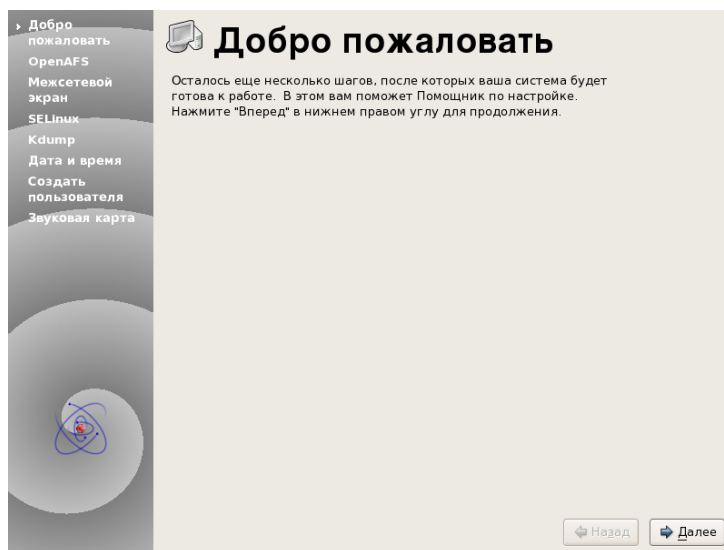 Добро
пожаловать
OpenAFS
Межсетевой
экран
SELinux
Kdump
Дата и время
Создать
пользователя
Звуковая карта
Добро пожаловать
Осталось еще несколько шагов, после которых ваша система будет
готова к работе. В этом вам поможет Помощник по настройке.
Нажмите "Вперед" в нижнем правом углу для продолжения.
Назад
Далее